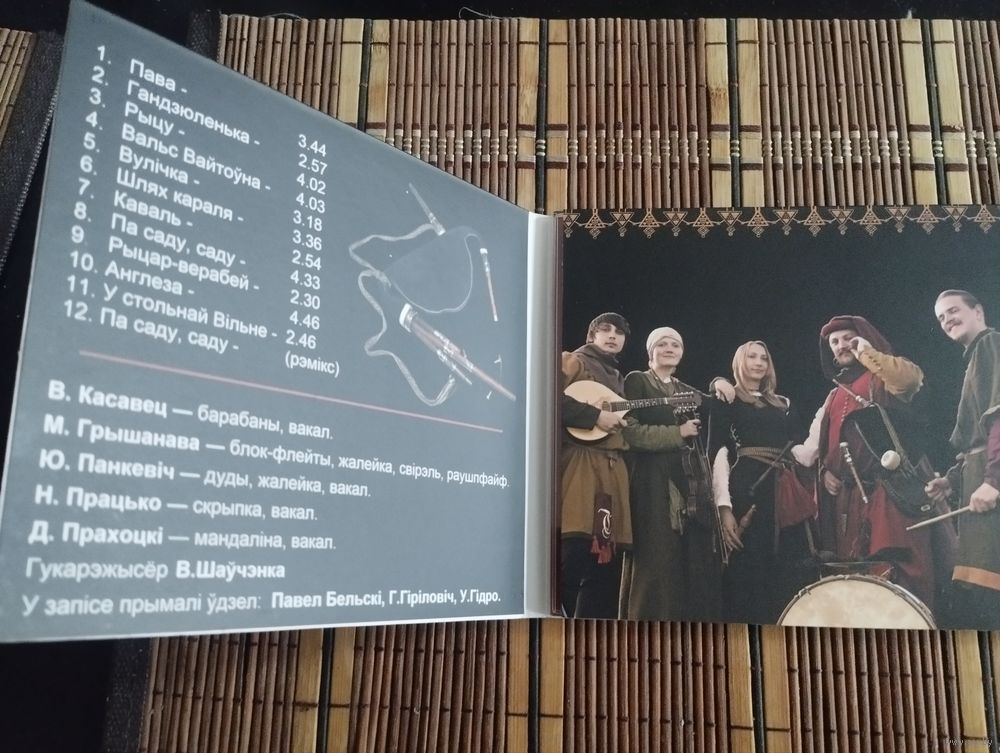 1. Пава - 3.44
2. Гандзюленька - 2.57
3. Рыцу - 4.02
4. Вальс Вайтоўна - 4.03
5. Вулічка - 3.18
6. Шлях караля - 3.36
7. Каваль - 2.54
8. Па саду, саду - 4.33
9. Рыцар-верабей - 2.30
10. Англеза - 4.46
11. У стольнай Вільне - 2.46
12. Па саду, саду - (рэмікс)
В. Касавец — барабаны, вакал.
М. Грышанава — блок-флейты, жалейка, свірэль, раушпфайф.
Ю. Панкевіч — дуды, жалейка, вакал.
Н. Працько — скрыпка, вакал.
Д. Прахоцкі — мандаліна, вакал.
Гукарэжысёр В.Шаўчэнка
У запісе прымалі ўдзел: Павел Бельскі, Г.Гіріловіч, У.Гідро.